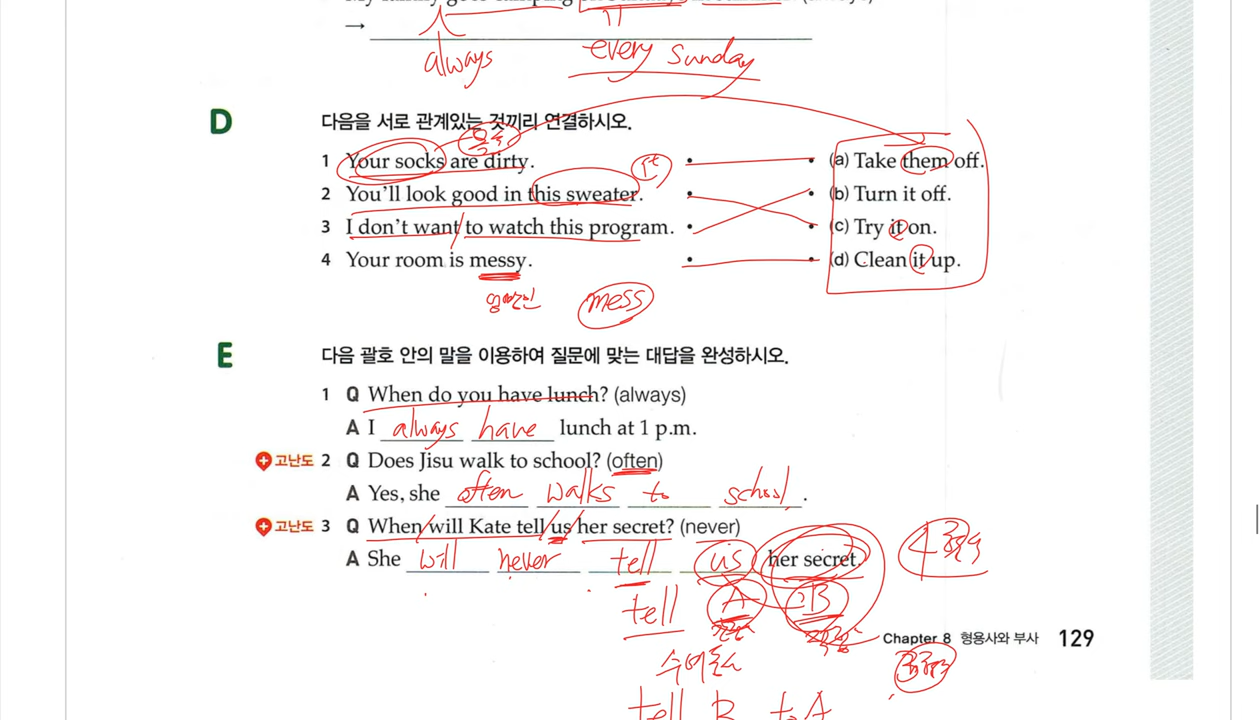 →
always every Sunday
D 다음을 서로 관계있는 것끼리 연결하시오.
1 Your socks are dirty. (a) Take them off.
2 You'll look good in this sweater. (b) Turn it off.
3 I don't want to watch this program. (c) Try it on.
4 Your room is messy. (d) Clean it up.
mess
E 다음 괄호 안의 말을 이용하여 질문에 맞는 대답을 완성하시오.
1 Q When do you have lunch? (always)
A I always have lunch at 1 p.m.
고난도 2 Q Does Jisu walk to school? (often)
A Yes, she often walks to school.
고난도 3 Q When will Kate tell us her secret? (never)
A She will never tell us her secret. 4형식
tell A B
Chapter 8 형용사와 부사 129
수여동사
tell B to A